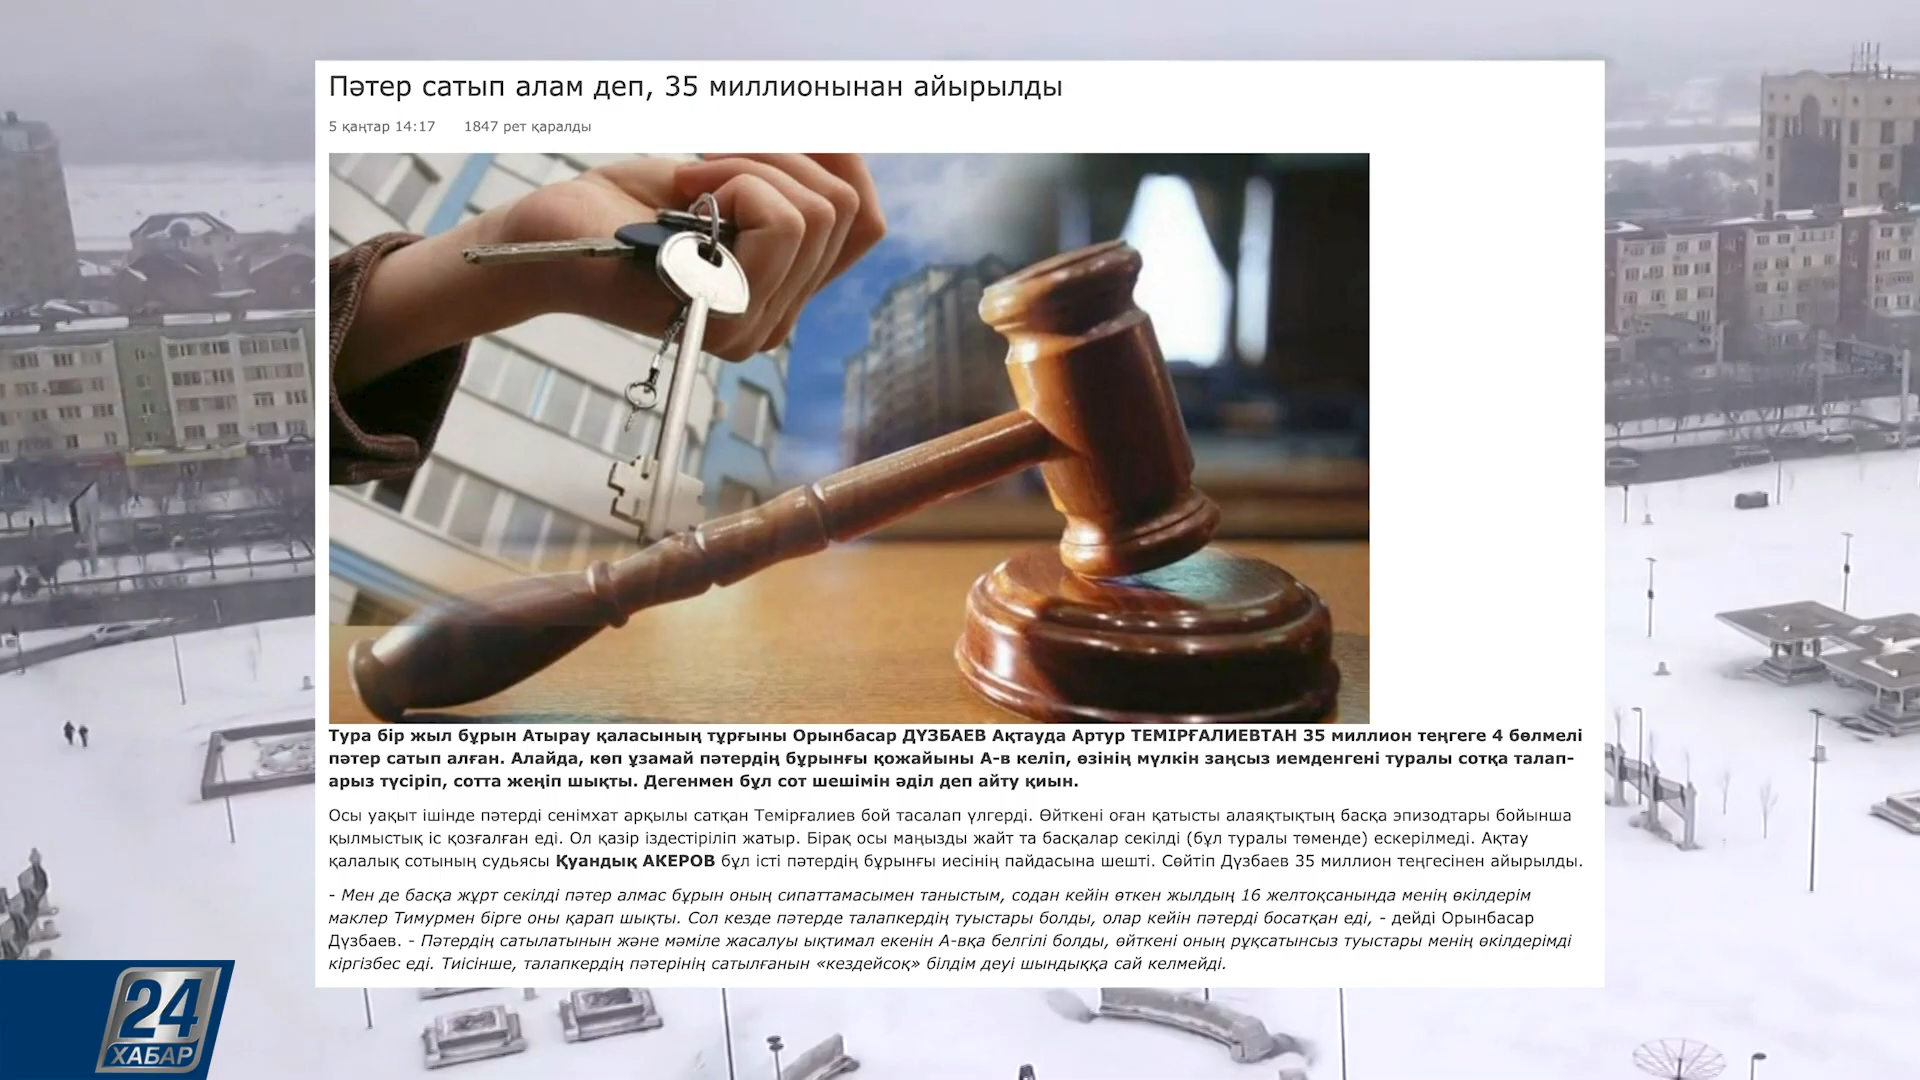 Пәтер сатып алам деп, 35 миллионынан айырылды
5 қаңтар 14:17 1847 рет қаралды
Тура бір жыл бұрын Атырау қаласының тұрғыны Орынбасар ДҮЗБАЕВ Ақтауда Артур ТЕМІРҒАЛИЕВТАН 35 миллион теңгеге 4 бөлмелі
пәтер сатып алған. Алайда, көп ұзамай пәтердің бұрынғы қожайыны А-в келіп, өзінің мүлкін заңсыз иемденгені туралы сотқа талап-
арыз түсіріп, сотта жеңіп шықты. Дегенмен бұл сот шешімін әділ деп айту қиын.
Осы уақыт ішінде пәтерді сенімхат арқылы сатқан Темірғалиев бой тасалап үлгерді. Өйткені оған қатысты алаяқтықтың басқа эпизодтары бойынша
қылмыстық іс қозғалған еді. Ол қазір іздестіріліп жатыр. Бірақ осы маңызды жайт та басқалар секілді (бұл туралы төменде) ескерілмеді. Ақтау
қалалық сотының судьясы Қуандық АКЕРОВ бұл істі пәтердің бұрынғы иесінің пайдасына шешті. Сөйтіп Дүзбаев 35 миллион теңгесінен айырылды.
- Мен де басқа жұрт секілді пәтер алмас бұрын оның сипаттамасымен таныстым, содан кейін өткен жылдың 16 желтоқсанында менің өкілдерім
маклер Тимурмен бірге оны қарап шықты. Сол кезде пәтерде талапкердің туыстары болды, олар кейін пәтерді босатқан еді, - дейді Орынбасар
Дүзбаев. - Пәтердің сатылатынын және мәміле жасалуы ықтимал екенін А-вқа белгілі болды, өйткені оның рұқсатынсыз туыстары менің өкілдерімді
кіргізбес еді. Тиісінше, талапкердің пәтерінің сатылғанын «кездейсоқ» білдім деуі шындыққа сай келмейді.
24
ХАБАР